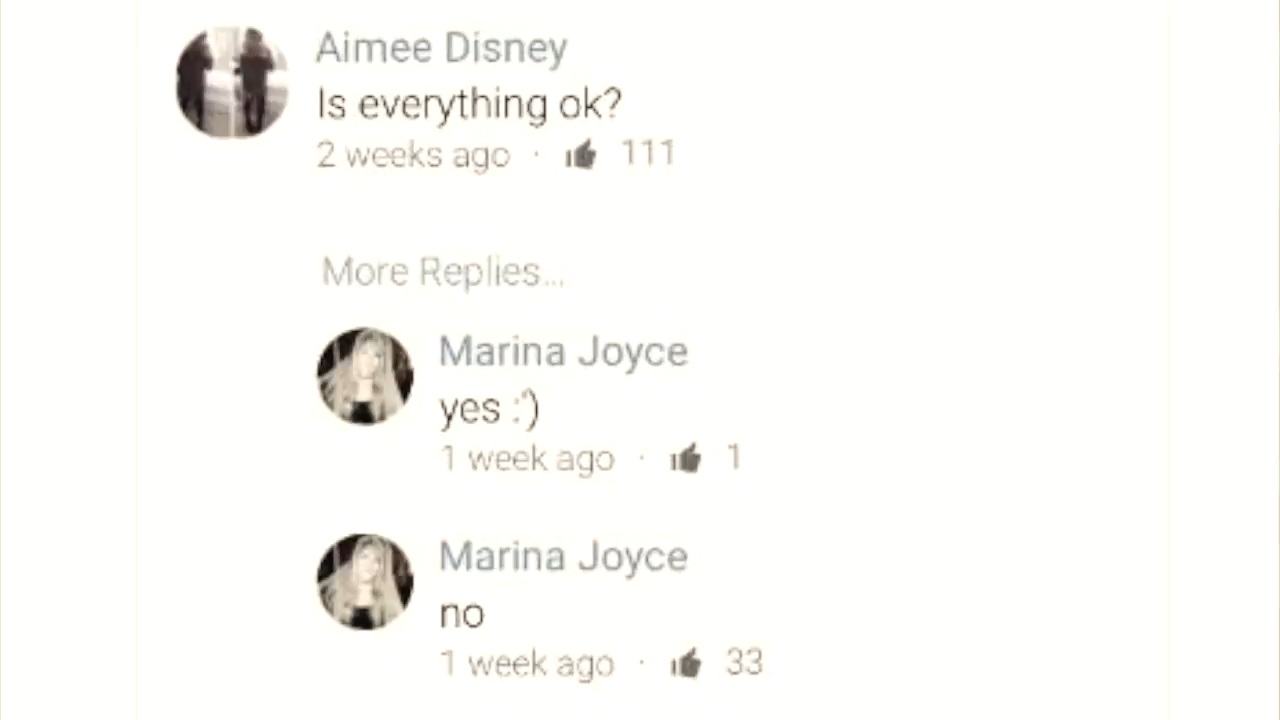 Aimee Disney
Is everything ok?
2 weeks ago · 111
More Replies...
Marina Joyce
yes :')
1 week ago · 1
Marina Joyce
no
1 week ago · 33